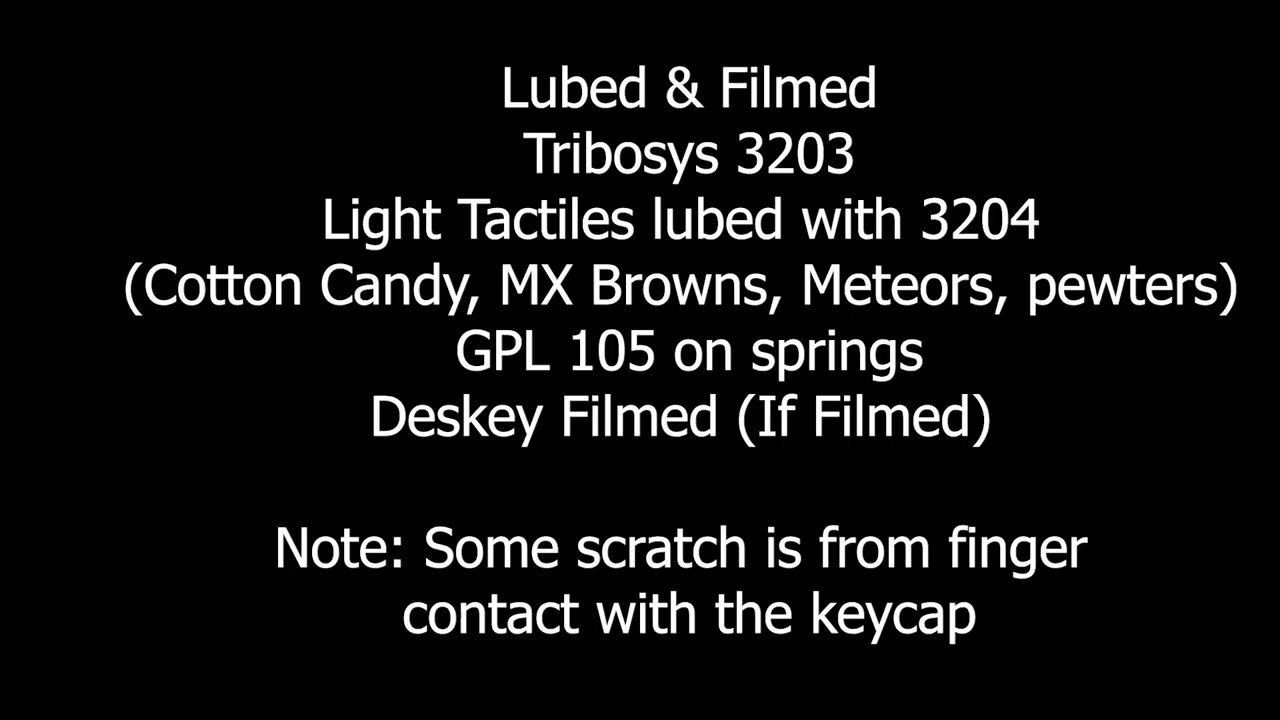 Lubed & Filmed
Tribosys 3203
Light Tactiles lubed with 3204
(Cotton Candy, MX Browns, Meteors, pewters)
GPL 105 on springs
Deskey Filmed (If Filmed)
Note: Some scratch is from finger
contact with the keycap